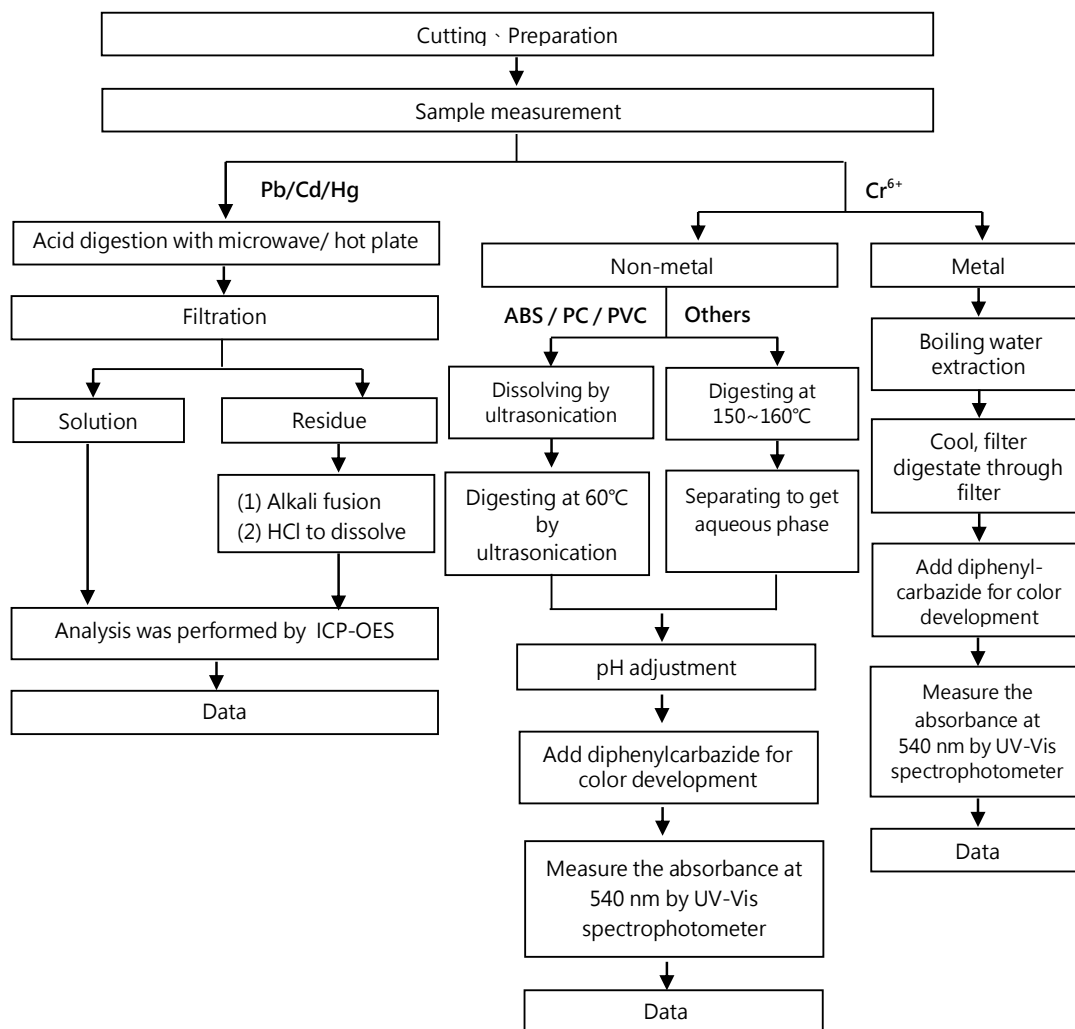 Cutting、Preparation
Sample measurement
Pb/Cd/Hg
Acid digestion with microwave/ hot plate
Filtration
Solution
Residue
(1) Alkali fusion
(2) HCl to dissolve
Analysis was performed by ICP-OES
Data
Cr⁶⁺
Non-metal
ABS / PC / PVC
Others
Dissolving by
ultrasonication
Digesting at 60℃
by
ultrasonication
Digesting at
150~160℃
Separating to get
aqueous phase
pH adjustment
Add diphenylcarbazide for
color development
Measure the absorbance at
540 nm by UV-Vis
spectrophotometer
Data
Metal
Boiling water
extraction
Cool, filter
digestate through
filter
Add diphenyl-
carbazide for color
development
Measure the
absorbance at
540 nm by UV-Vis
spectrophotometer
Data